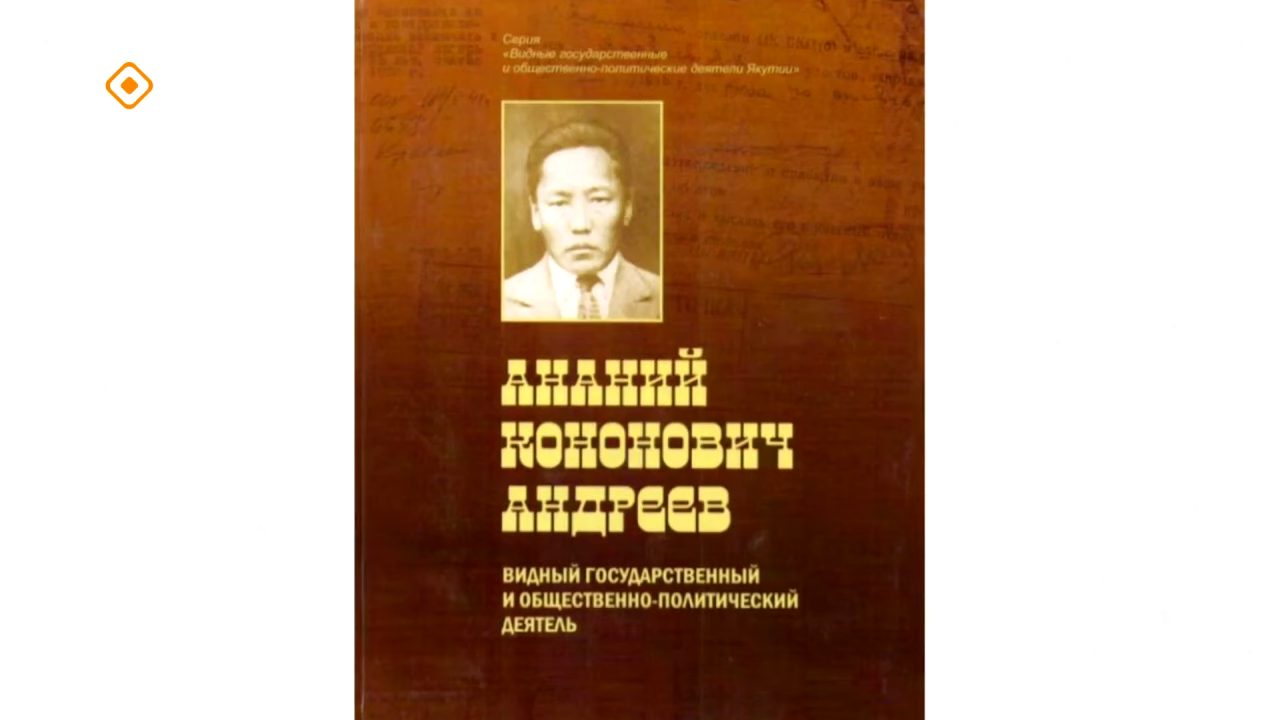 Серия
«Видные государственные
и общественно-политические деятели Якутии»
АНАНИЙ
КОНОНОВИЧ
АНДРЕЕВ
ВИДНЫЙ ГОСУДАРСТВЕННЫЙ
И ОБЩЕСТВЕННО-ПОЛИТИЧЕСКИЙ
ДЕЯТЕЛЬ